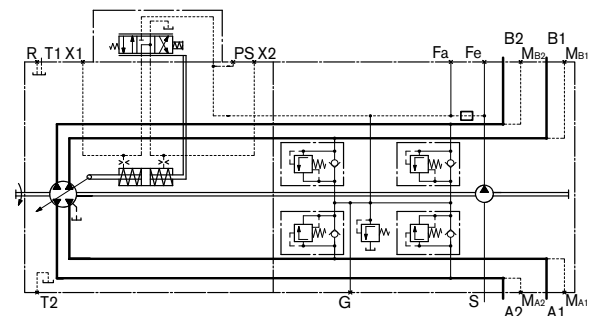 B2 B1
R T1 X1 PS X2 Fa Fe MB2 MB1
T2 G S MA2 MA1
A2 A1